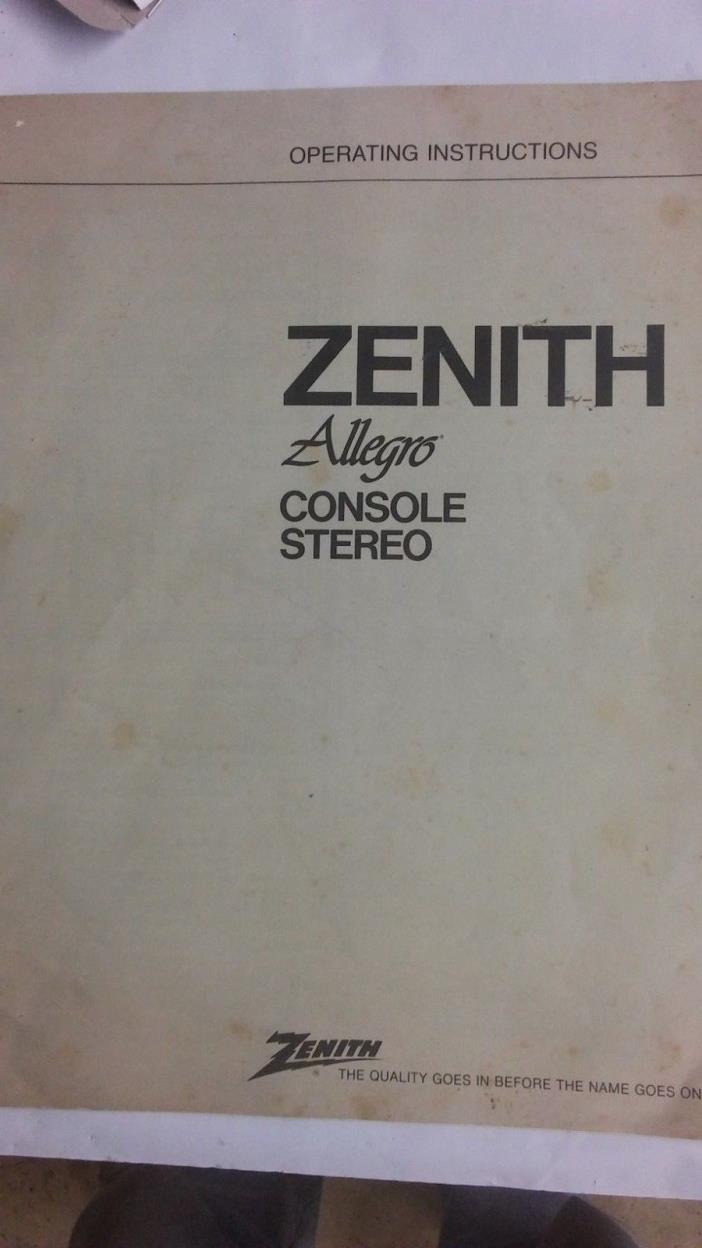 OPERATING INSTRUCTIONS
ZENITH
Allegro
CONSOLE
STEREO
ZENITH
THE QUALITY GOES IN BEFORE THE NAME GOES ON